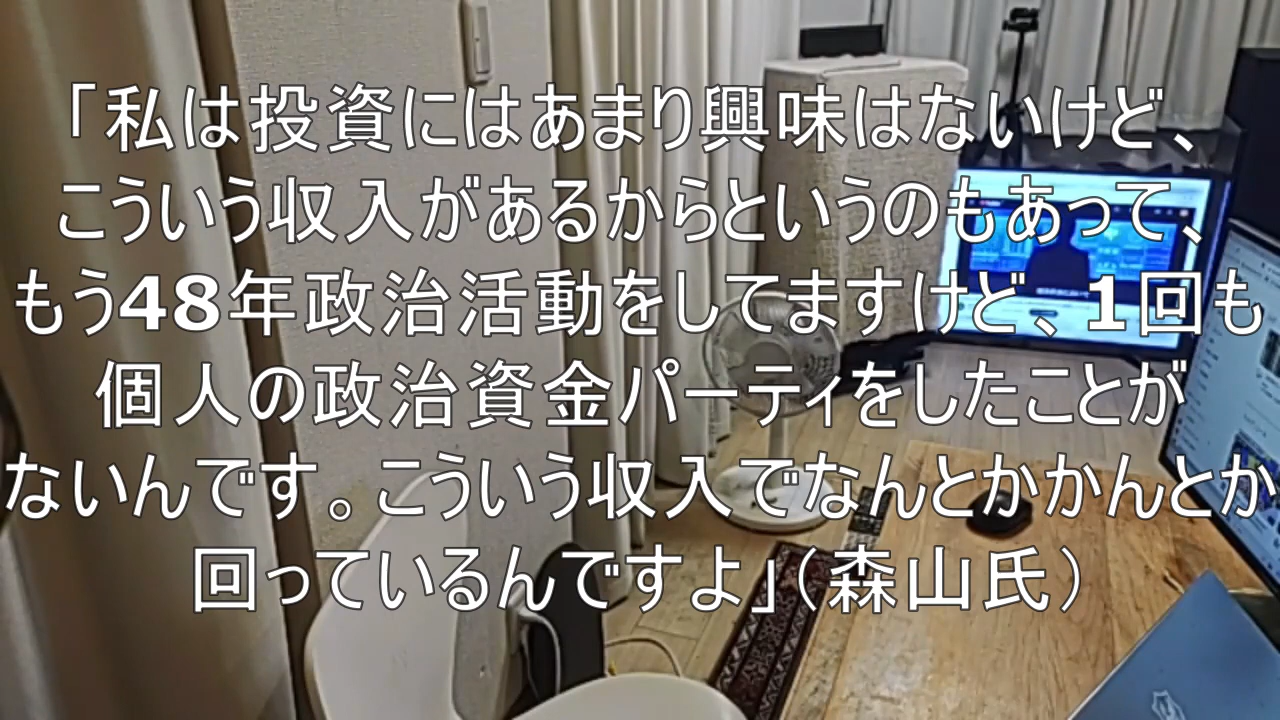 「私は投資にはあまり興味はないけど、
こういう収入があるからというのもあって、
もう48年政治活動をしてますけど、1回も
個人の政治資金パーティをしたことが
ないんです。こういう収入でなんとかかんとか
回っているんですよ」（森山氏）